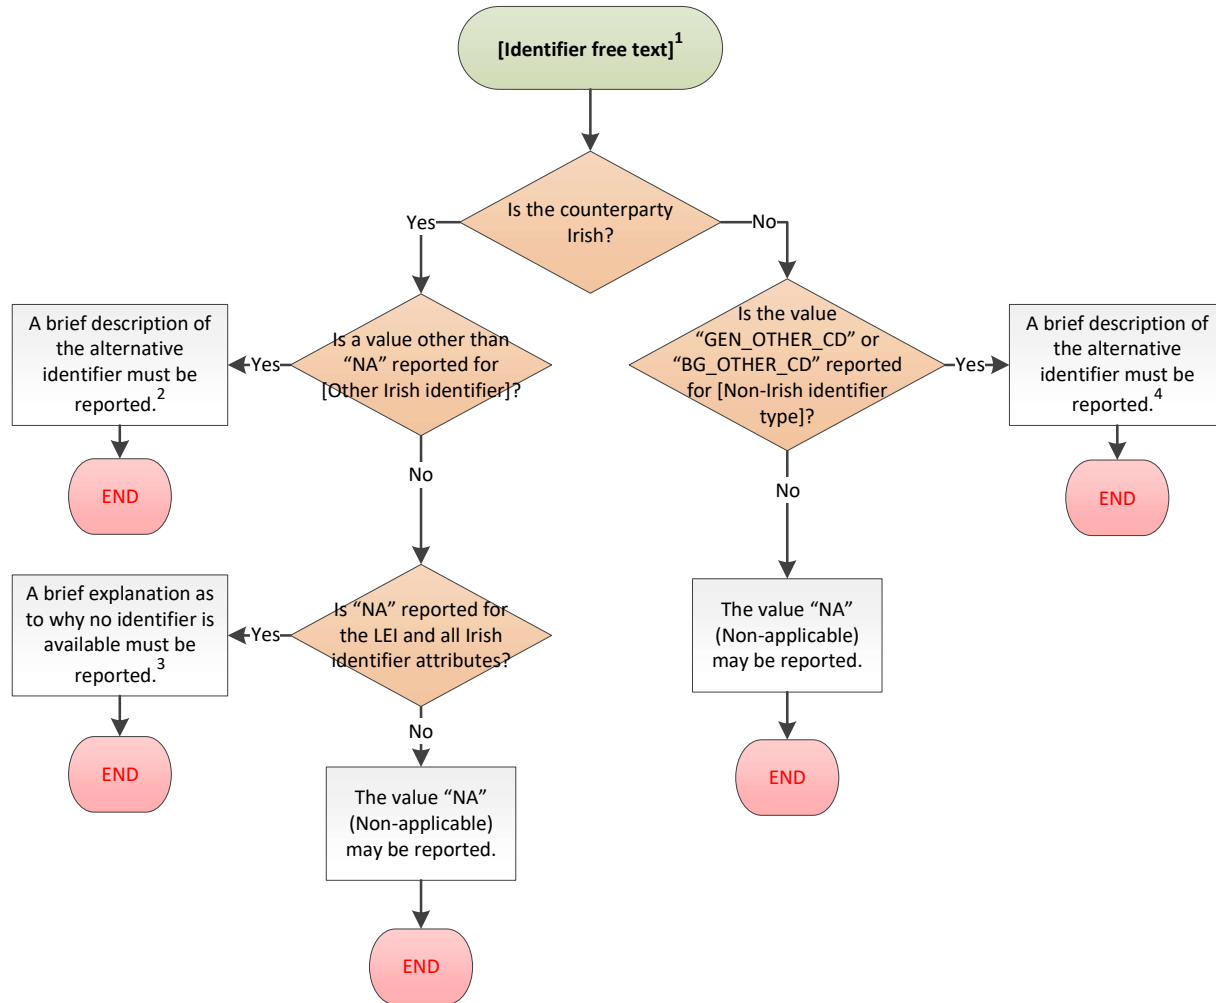 [Identifier free text]1
Is the counterparty
Irish?
Yes
No
A brief description of
the alternative
identifier must be
reported.2
Yes
Is a value other than
“NA” reported for
[Other Irish identifier]?
Is the value
“GEN_OTHER_CD” or
“BG_OTHER_CD” reported
for [Non-Irish identifier
type]?
Yes
A brief description of
the alternative
identifier must be
reported.4
END
No
No
END
A brief explanation as
to why no identifier is
available must be
reported.3
Yes
Is “NA” reported for
the LEI and all Irish
identifier attributes?
The value “NA”
(Non-applicable)
may be reported.
END
No
END
The value “NA”
(Non-applicable)
may be reported.
END